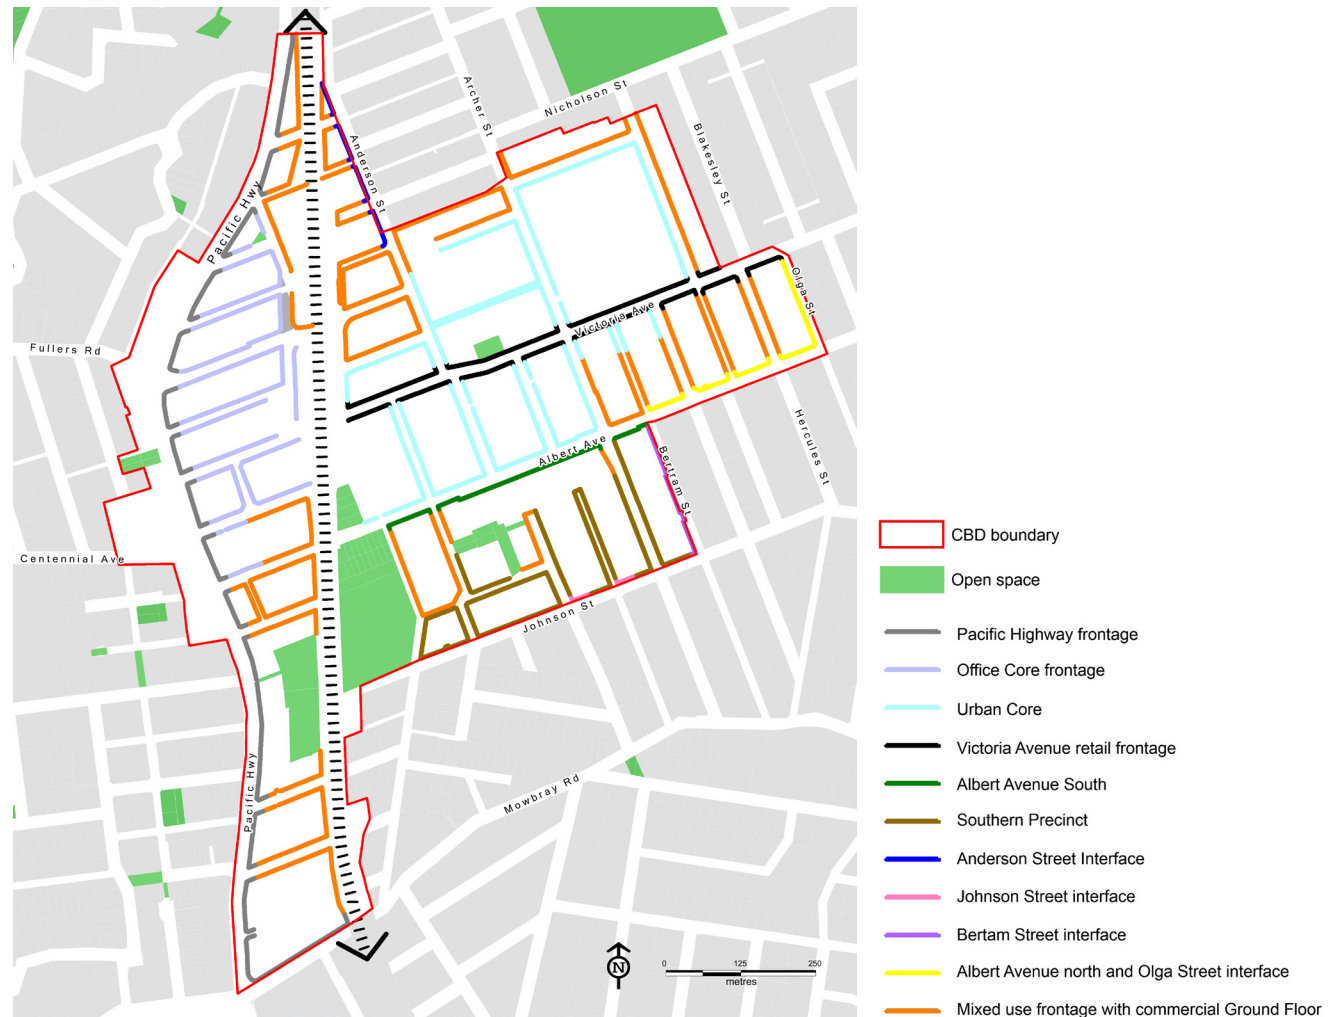 Archer St
Nicholson St
Anderson St
Blakesley St
Pacific Hwy
Olga St
Fullers Rd
Victoria Ave
Hercules St
Albert Ave
Bertram St
Centennial Ave
Johnson St
Pacific Hwy
Mowbray Rd
N
0 125 250
metres
CBD boundary
Open space
Pacific Highway frontage
Office Core frontage
Urban Core
Victoria Avenue retail frontage
Albert Avenue South
Southern Precinct
Anderson Street Interface
Johnson Street interface
Bertam Street interface
Albert Avenue north and Olga Street interface
Mixed use frontage with commercial Ground Floor